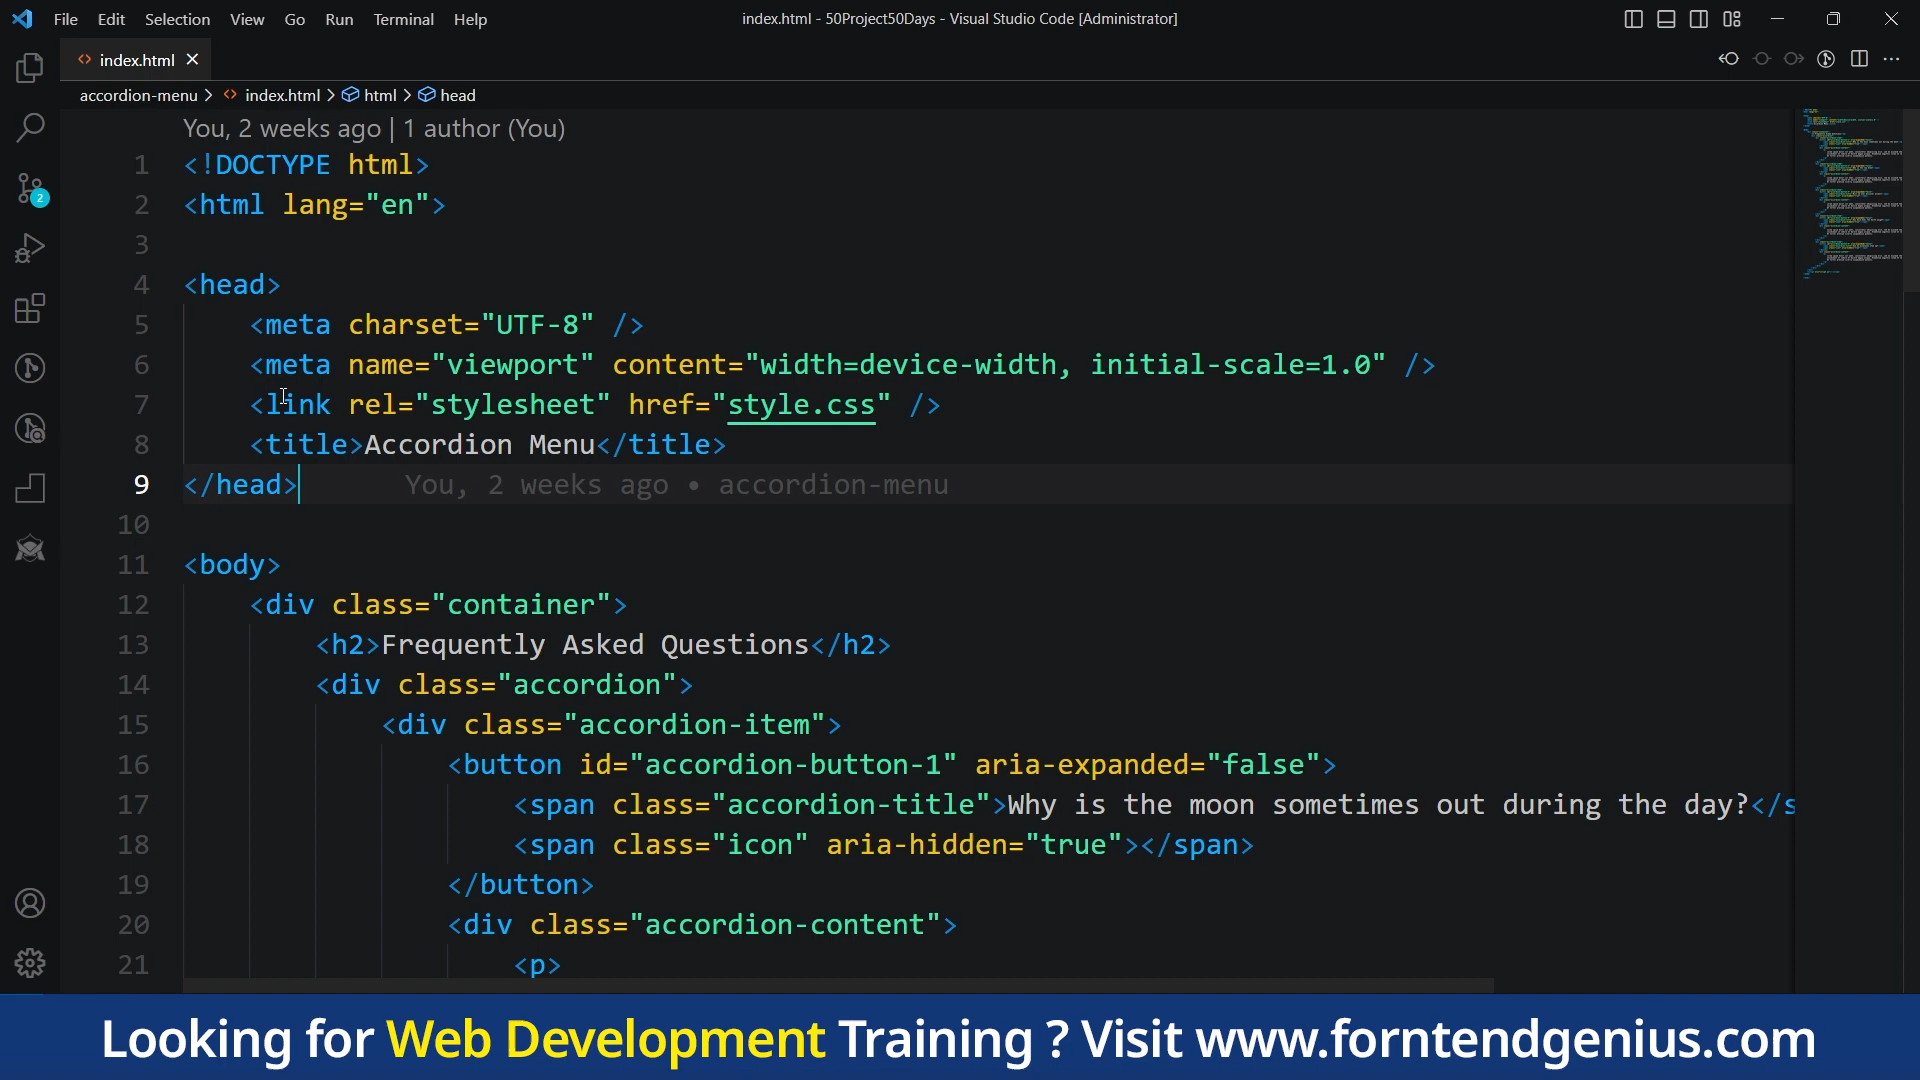 File Edit Selection View Go Run Terminal Help index.html - 50Project50Days - Visual Studio Code [Administrator]
index.html
accordion-menu > index.html > html > head
You, 2 weeks ago | 1 author (You)
1 <!DOCTYPE html>
2 <html lang="en">
3
4 <head>
5 <meta charset="UTF-8" />
6 <meta name="viewport" content="width=device-width, initial-scale=1.0" />
7 <link rel="stylesheet" href="style.css" />
8 <title>Accordion Menu</title>
9 </head> You, 2 weeks ago • accordion-menu
10
11 <body>
12 <div class="container">
13 <h2>Frequently Asked Questions</h2>
14 <div class="accordion">
15 <div class="accordion-item">
16 <button id="accordion-button-1" aria-expanded="false">
17 <span class="accordion-title">Why is the moon sometimes out during the day?</s
18 <span class="icon" aria-hidden="true"></span>
19 </button>
20 <div class="accordion-content">
21 <p>
2
Looking for Web Development Training ? Visit www.forntendgenius.com